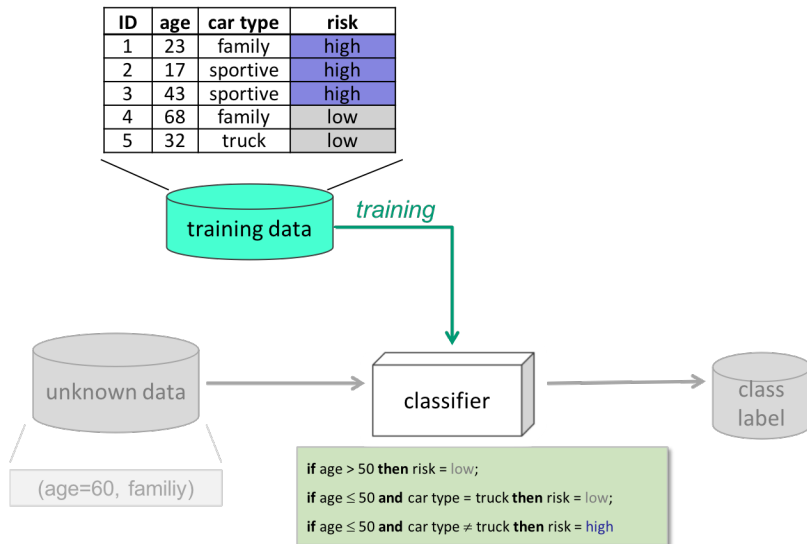 ID age car type risk
1 23 family high
2 17 sportive high
3 43 sportive high
4 68 family low
5 32 truck low
training data
training
unknown data
classifier
class
label
(age=60, familiy)
if age > 50 then risk = low;
if age ≤ 50 and car type = truck then risk = low;
if age ≤ 50 and car type ≠ truck then risk = high